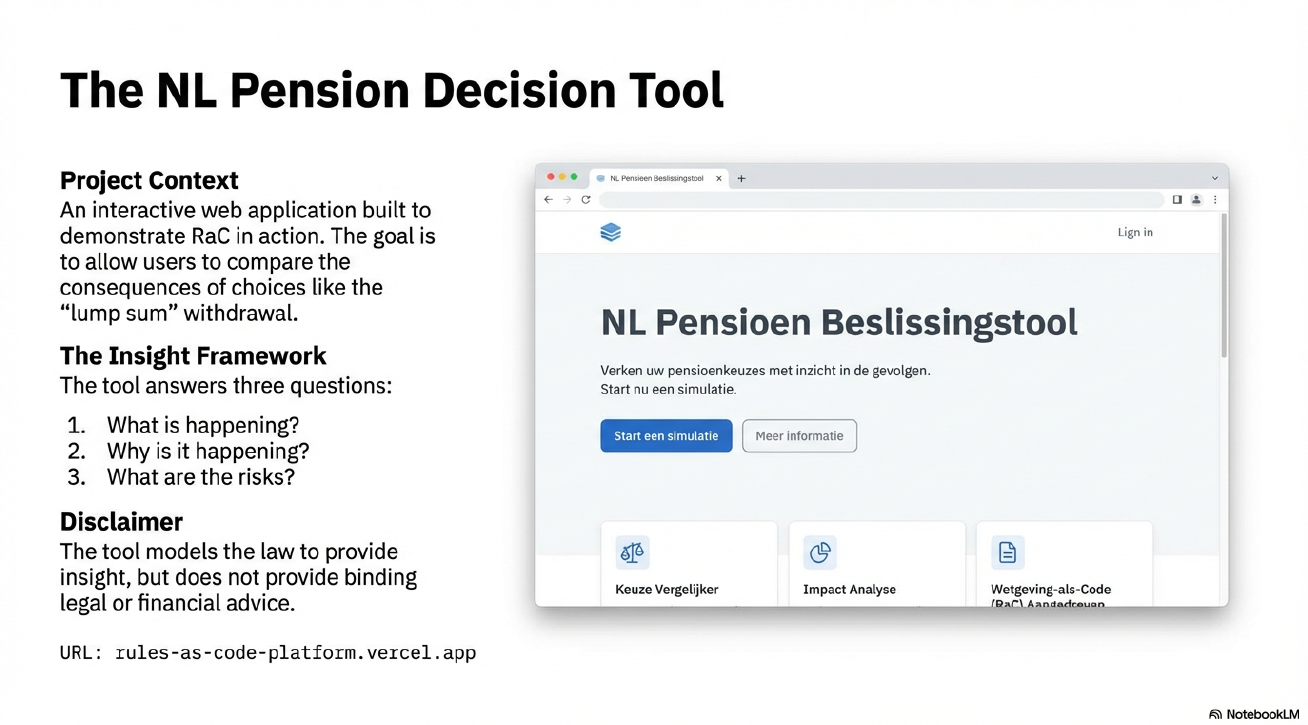 The NL Pension Decision Tool
Project Context
An interactive web application built to
demonstrate RaC in action. The goal is
to allow users to compare the
consequences of choices like the
“lump sum” withdrawal.
The Insight Framework
The tool answers three questions:
1. What is happening?
2. Why is it happening?
3. What are the risks?
Disclaimer
The tool models the law to provide
insight, but does not provide binding
legal or financial advice.
URL: rules-as-code-platform.vercel.app
NL Pensieen Beslissingstool
Lign in
NL Pensioen Beslissingstool
Verken uw pensioenkeuzes met inzicht in de gevolgen.
Start nu een simulatie.
Start een simulatie
Meer informatie
Keuze Vergelijker
Impact Analyse
Wetgeving-als-Code
(RaC)
NotebookLM